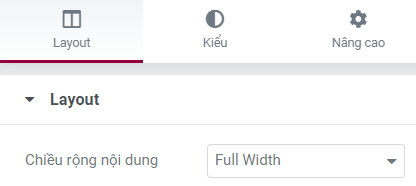 Layout Kiểu Nâng cao
Layout
Chiều rộng nội dung Full Width